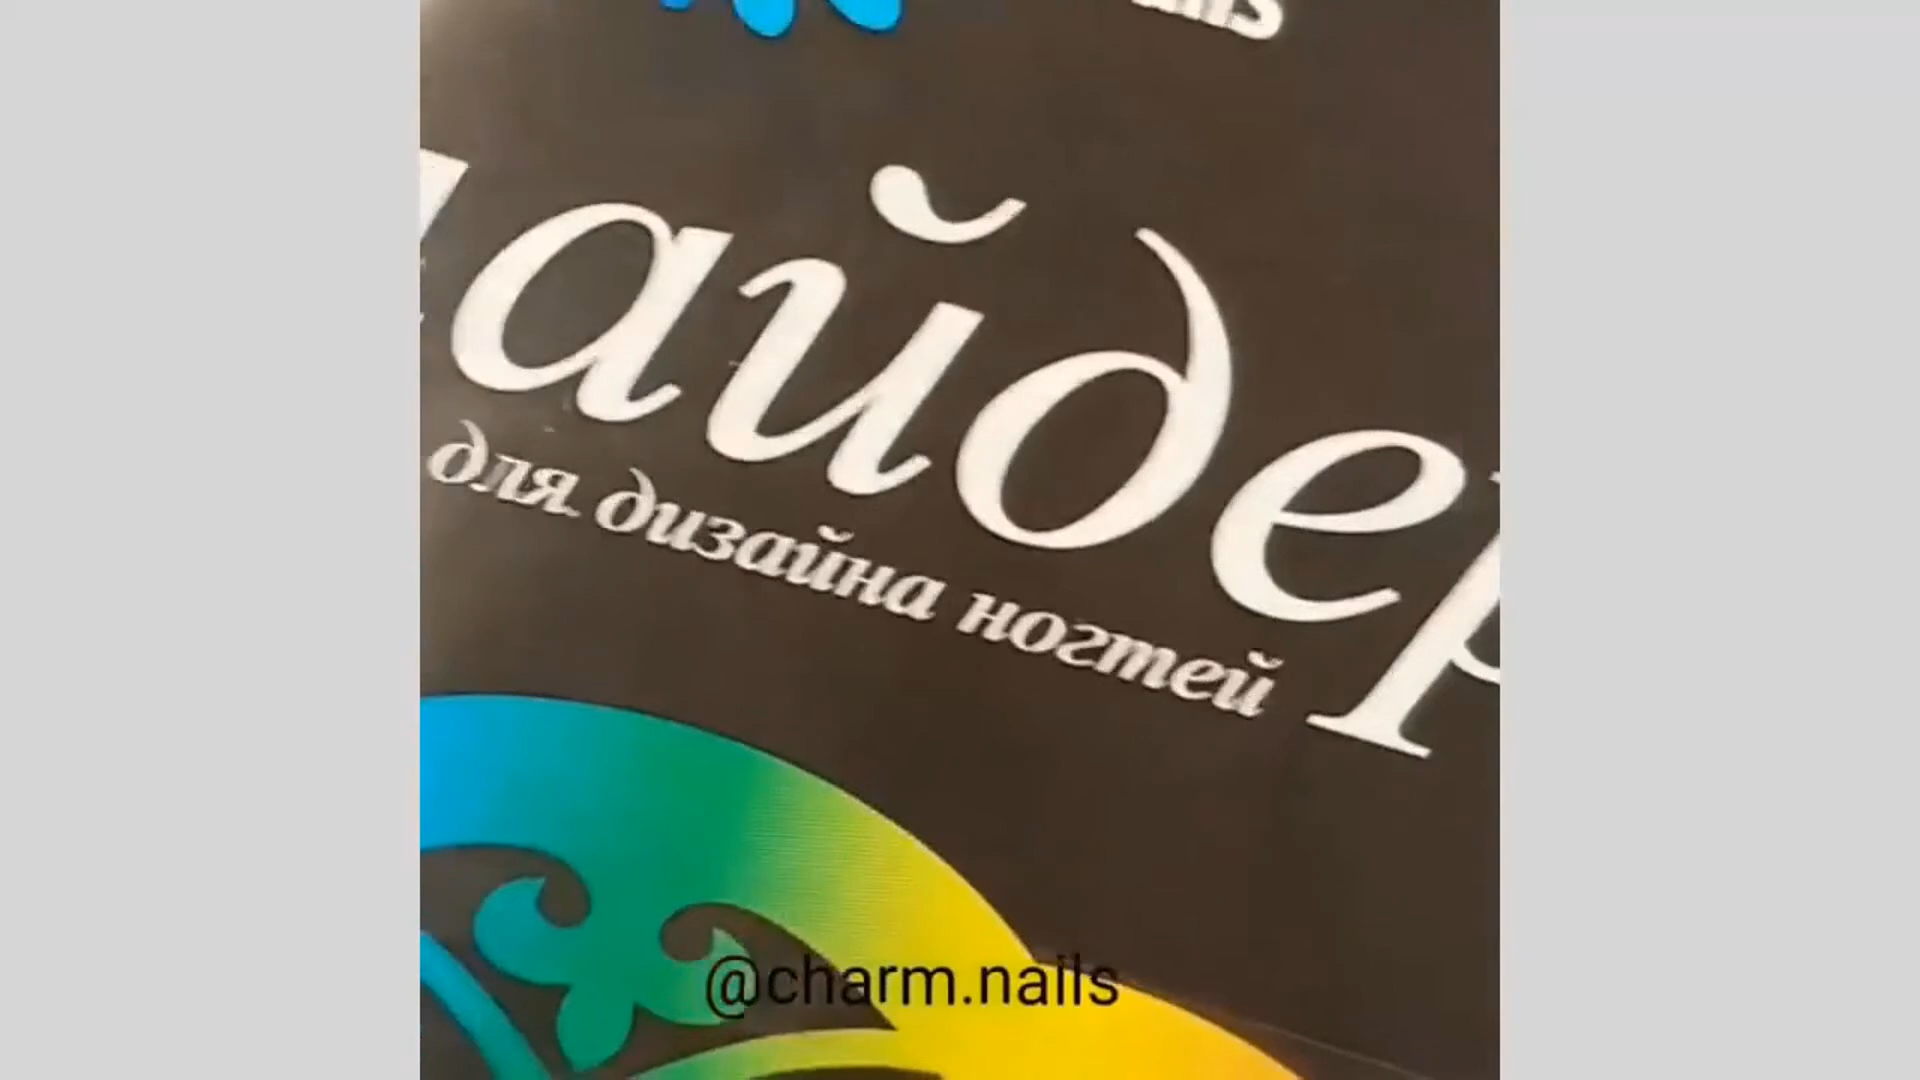 айдер
для дизайна ногтей
@charm.nails